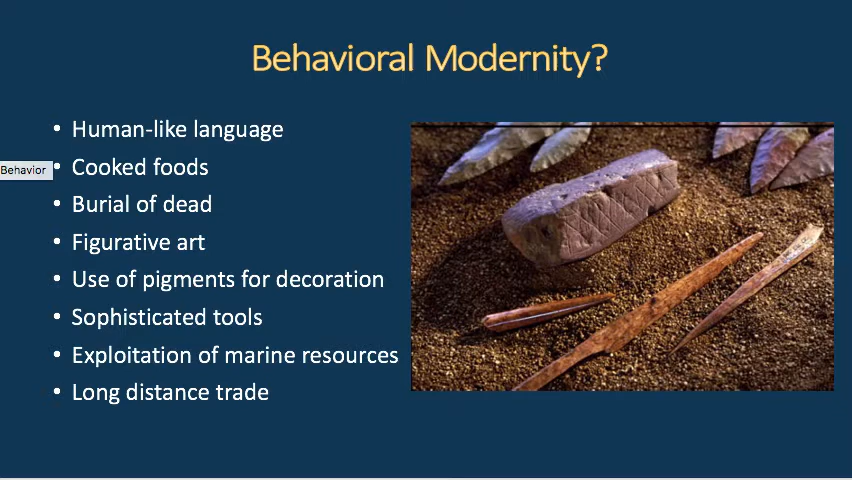 Behavioral Modernity?
• Human-like language
Behavior
• Cooked foods
• Burial of dead
• Figurative art
• Use of pigments for decoration
• Sophisticated tools
• Exploitation of marine resources
• Long distance trade